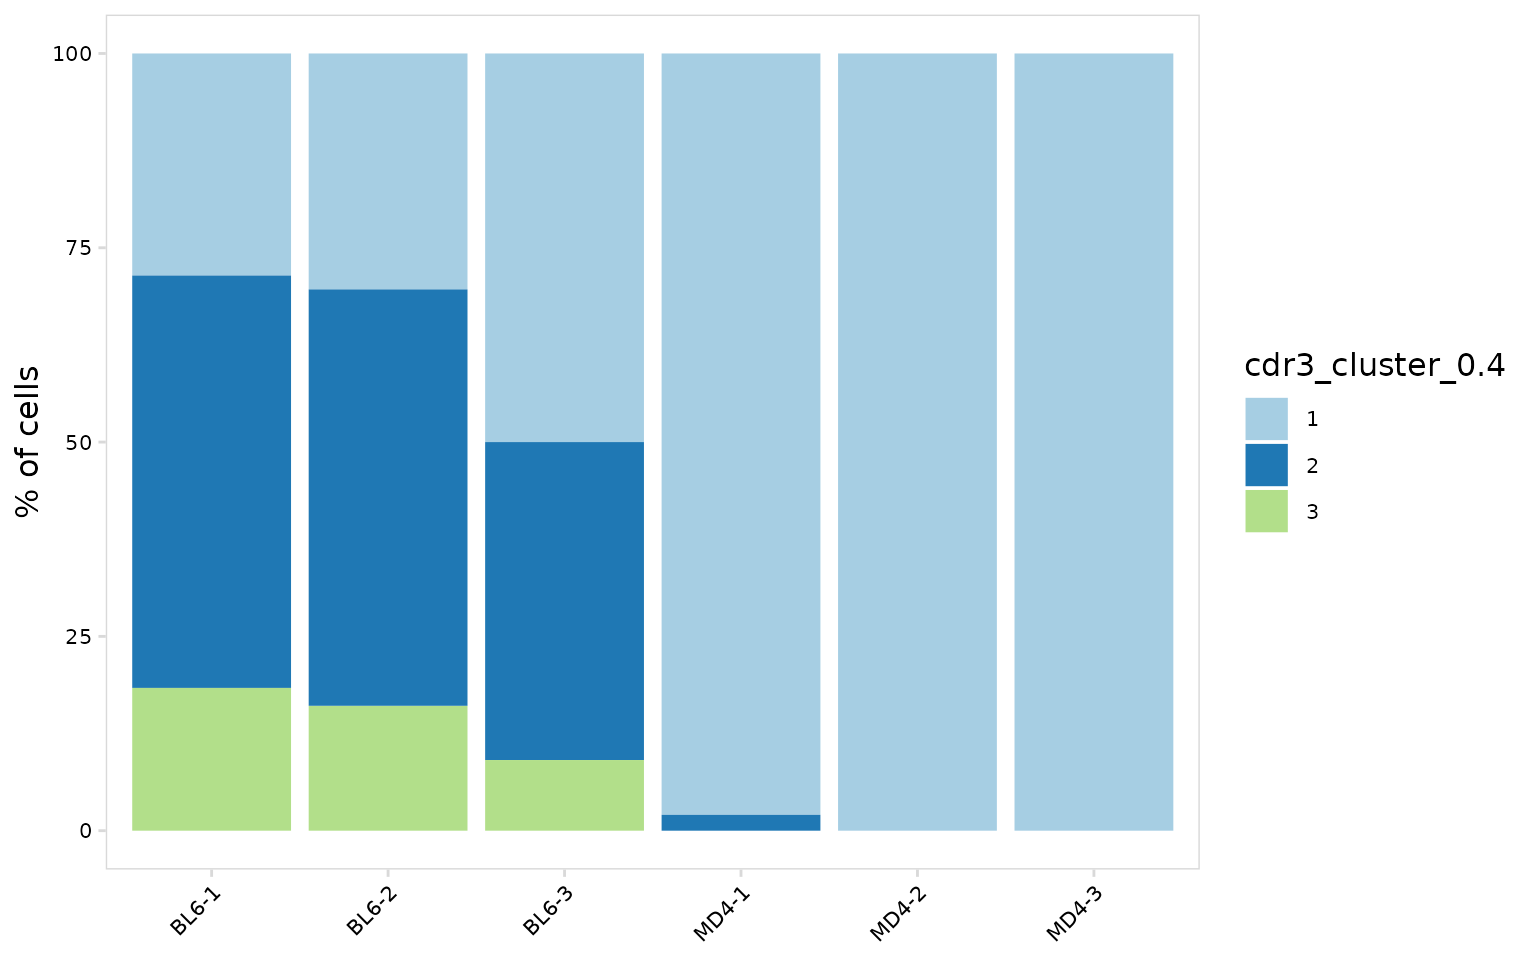 100
75
50
25
0
% of cells
BL6-1
BL6-2
BL6-3
MD4-1
MD4-2
MD4-3
cdr3_cluster_0.4
1
2
3